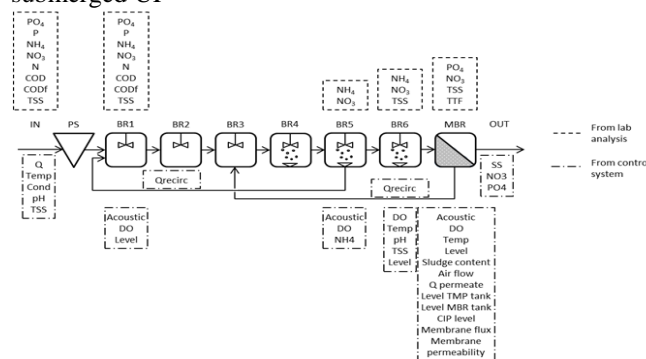 submerged UF
PO₄
P
NH₄
NO₃
N
COD
CODf
TSS
PO₄
P
NH₄
NO₃
N
COD
CODf
TSS
NH₄
NO₃
NH₄
NO₃
TSS
PO₄
NO₃
TSS
TTF
IN PS BR1 BR2 BR3 BR4 BR5 BR6 MBR OUT
From lab
analysis
From control
system
Q
Temp
Cond
pH
TSS
Qrecirc
Qrecirc
SS
NO3
PO4
Acoustic
DO
Level
Acoustic
DO
NH4
DO
Temp
pH
TSS
Level
Acoustic
DO
Temp
Level
Sludge content
Air flow
Q permeate
Level TMP tank
Level MBR tank
CIP level
Membrane flux
Membrane
permeability